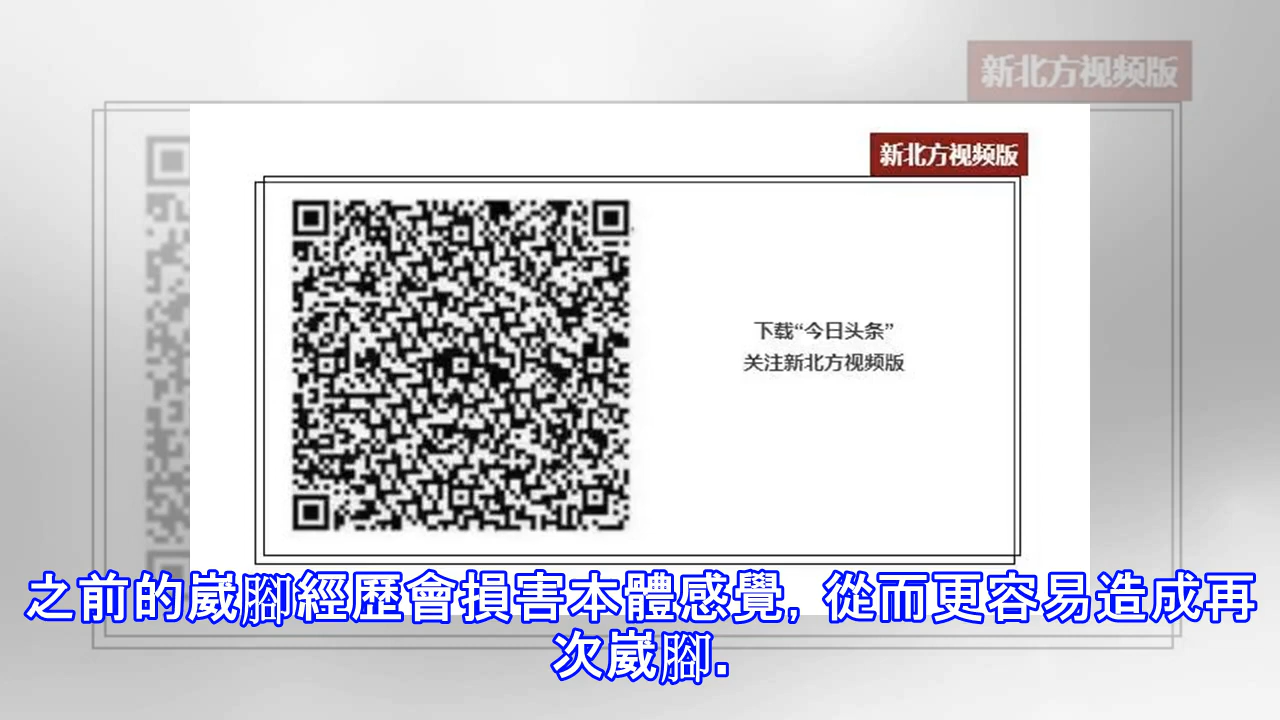 新北方视频版
新北方视频版
下载“今日头条”
关注新北方视频版
之前的崴腳經歷會損害本體感覺, 從而更容易造成再
次崴腳.